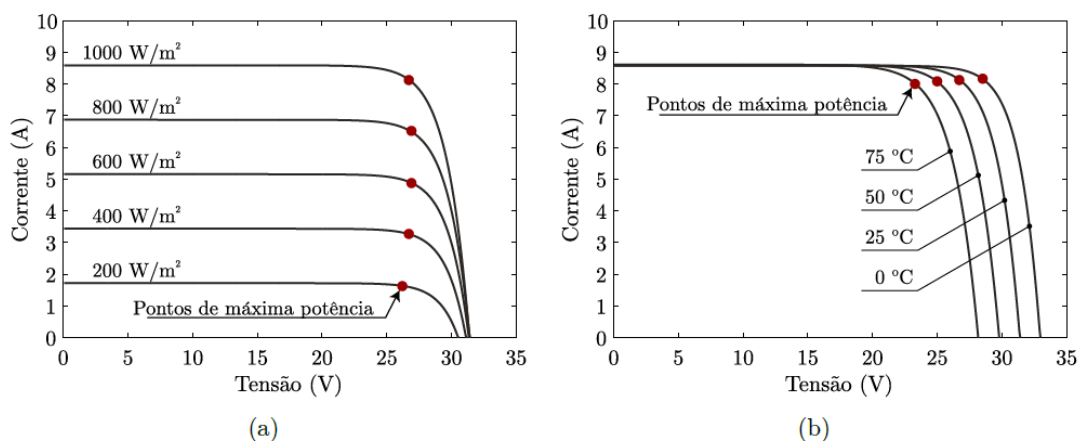 10
9
8
7
6
5
4
3
2
1
0
Corrente (A)
1000 W/m²
800 W/m²
600 W/m²
400 W/m²
200 W/m²
Pontos de máxima potência
0 5 10 15 20 25 30 35
Tensão (V)
(a)
10
9
8
7
6
5
4
3
2
1
0
Corrente (A)
Pontos de máxima potência
75 °C
50 °C
25 °C
0 °C
0 5 10 15 20 25 30 35
Tensão (V)
(b)